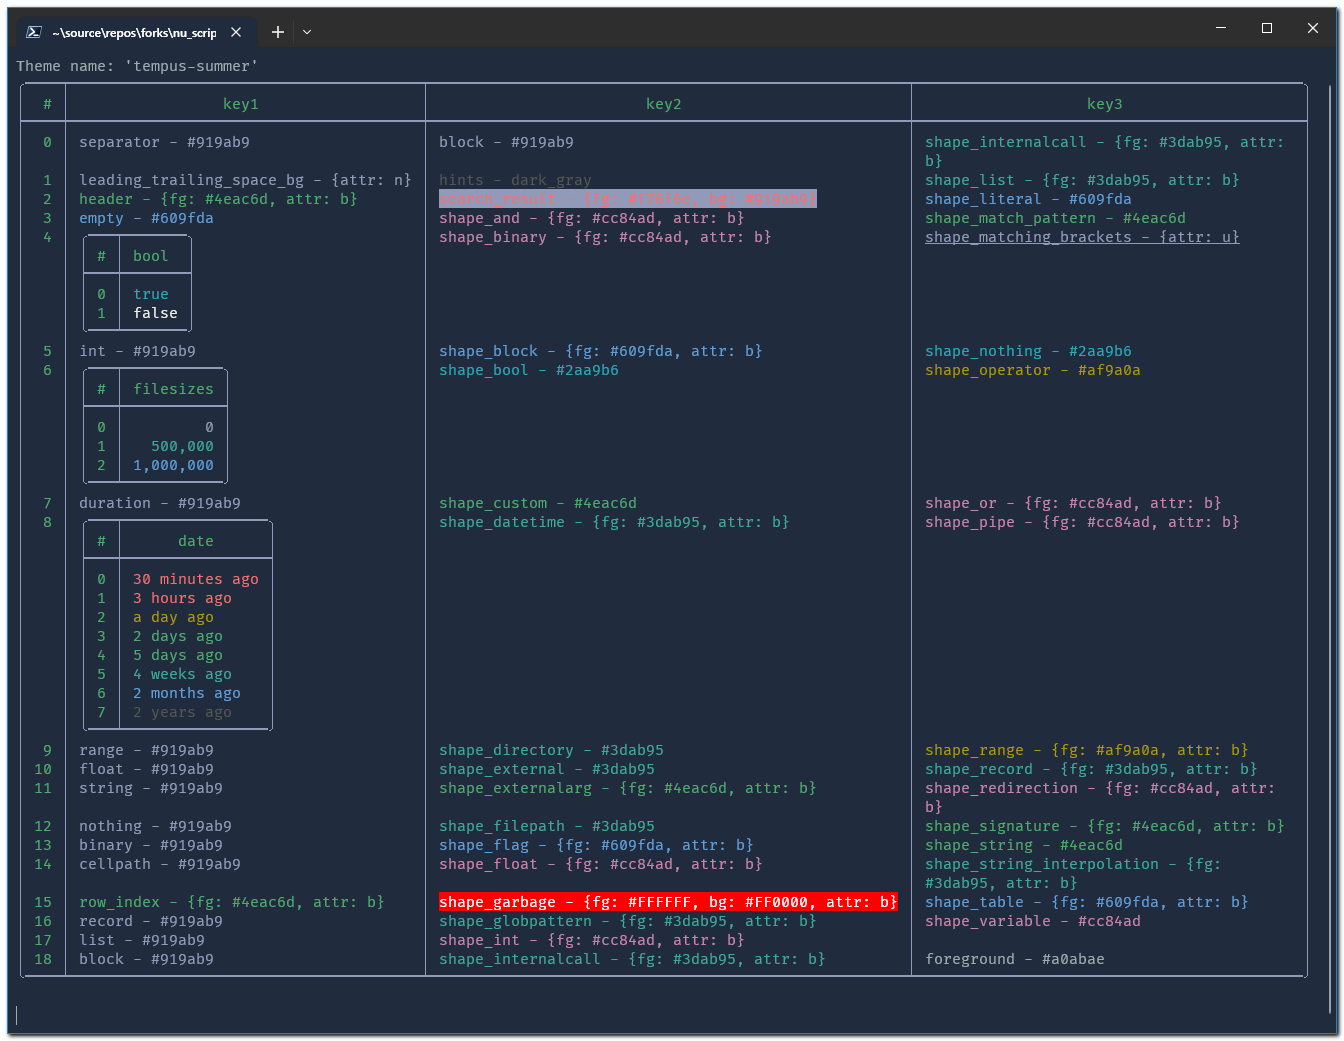 ~\source\repos\forks\nu_scrip
Theme name: 'tempus-summer'
# key1 key2 key3
0 separator - #919ab9 block - #919ab9 shape_internalcall - {fg: #3dab95, attr:
b}
1 leading_trailing_space_bg - {attr: n} hints - dark_gray shape_list - {fg: #3dab95, attr: b}
2 header - {fg: #4eac6d, attr: b} search_result - {fg: #f76f6e, bg: #919ab9} shape_literal - #609fda
3 empty - #609fda shape_and - {fg: #cc84ad, attr: b} shape_match_pattern - #4eac6d
4 shape_binary - {fg: #cc84ad, attr: b} shape_matching_brackets - {attr: u}
# bool
0 true
1 false
5 int - #919ab9 shape_block - {fg: #609fda, attr: b} shape_nothing - #2aa9b6
6 shape_bool - #2aa9b6 shape_operator - #af9a0a
# filesizes
0 0
1 500,000
2 1,000,000
7 duration - #919ab9 shape_custom - #4eac6d shape_or - {fg: #cc84ad, attr: b}
8 shape_datetime - {fg: #3dab95, attr: b} shape_pipe - {fg: #cc84ad, attr: b}
# date
0 30 minutes ago
1 3 hours ago
2 a day ago
3 2 days ago
4 5 days ago
5 4 weeks ago
6 2 months ago
7 2 years ago
9 range - #919ab9 shape_directory - #3dab95 shape_range - {fg: #af9a0a, attr: b}
10 float - #919ab9 shape_external - #3dab95 shape_record - {fg: #3dab95, attr: b}
11 string - #919ab9 shape_externalarg - {fg: #4eac6d, attr: b} shape_redirection - {fg: #cc84ad, attr:
b}
12 nothing - #919ab9 shape_filepath - #3dab95 shape_signature - {fg: #4eac6d, attr: b}
13 binary - #919ab9 shape_flag - {fg: #609fda, attr: b} shape_string - #4eac6d
14 cellpath - #919ab9 shape_float - {fg: #cc84ad, attr: b} shape_string_interpolation - {fg:
#3dab95, attr: b}
15 row_index - {fg: #4eac6d, attr: b} shape_garbage - {fg: #FFFFFF, bg: #FF0000, attr: b} shape_table - {fg: #609fda, attr: b}
16 record - #919ab9 shape_globpattern - {fg: #3dab95, attr: b} shape_variable - #cc84ad
17 list - #919ab9 shape_int - {fg: #cc84ad, attr: b}
18 block - #919ab9 shape_internalcall - {fg: #3dab95, attr: b} foreground - #a0abae